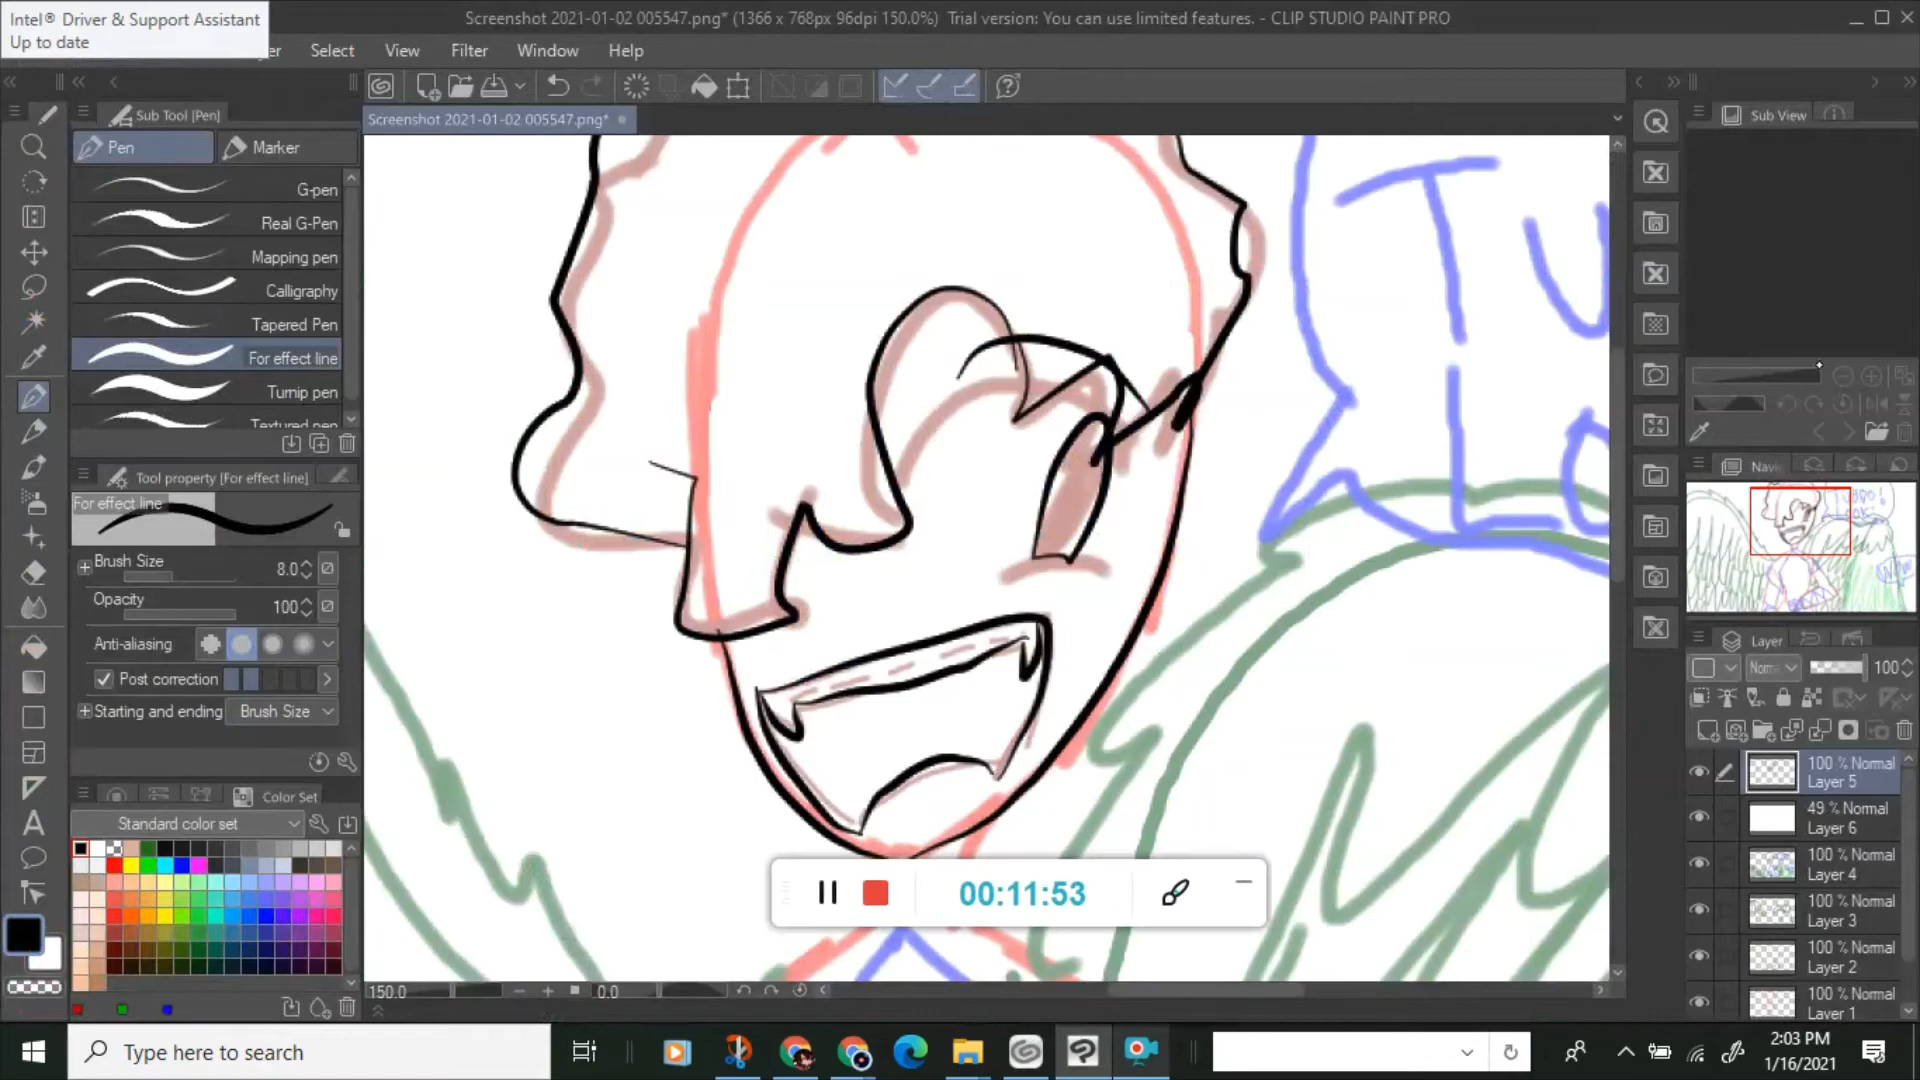 Intel® Driver & Support Assistant
Up to date
Screenshot 2021-01-02 005547.png* (1366 x 768px 96dpi 150.0%) Trial version: You can use limited features. - CLIP STUDIO PAINT PRO
Select View Filter Window Help
Screenshot 2021-01-02 005547.png*
Sub Tool [Pen]
Pen
Marker
G-pen
Real G-Pen
Mapping pen
Calligraphy
Tapered Pen
For effect line
Turnip pen
Textured pen
Tool property [For effect line]
For effect line
Brush Size 8.0
Opacity 100
Anti-aliasing
Post correction
Starting and ending Brush Size
Color Set
Standard color set
150.0 0.0
00:11:53
Sub View
Navi
Layer
Norm 100
100 % Normal
Layer 5
49 % Normal
Layer 6
100 % Normal
Layer 4
100 % Normal
Layer 3
100 % Normal
Layer 2
100 % Normal
Layer 1
Type here to search
2:03 PM
1/16/2021